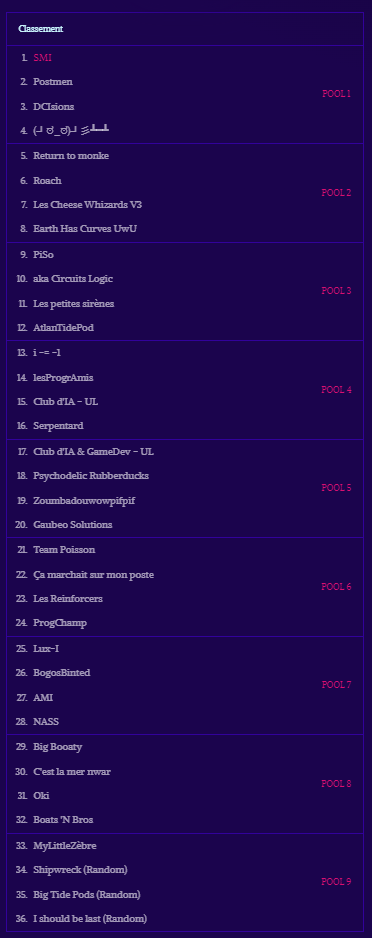 Classement
1. SMI
2. Postmen
POOL 1
3. DCIsions
4. (┘ಠ_ಠ)┘彡┻━┻
5. Return to monke
6. Roach
POOL 2
7. Les Cheese Whizards V3
8. Earth Has Curves UwU
9. PiSo
10. aka Circuits Logic
POOL 3
11. Les petites sirènes
12. AtlanTidePod
13. i -= -1
14. lesProgrAmis
POOL 4
15. Club d'IA - UL
16. Serpentard
17. Club d'IA & GameDev - UL
18. Psychodelic Rubberducks
POOL 5
19. Zoumbadouwowpifpif
20. Gaubeo Solutions
21. Team Poisson
22. Ça marchait sur mon poste
POOL 6
23. Les Reinforcers
24. ProgChamp
25. Lux-I
26. BogosBinted
POOL 7
27. AMI
28. NASS
29. Big Booaty
30. C'est la mer nwar
POOL 8
31. Oki
32. Boats 'N Bros
33. MyLittleZèbre
34. Shipwreck (Random)
POOL 9
35. Big Tide Pods (Random)
36. I should be last (Random)